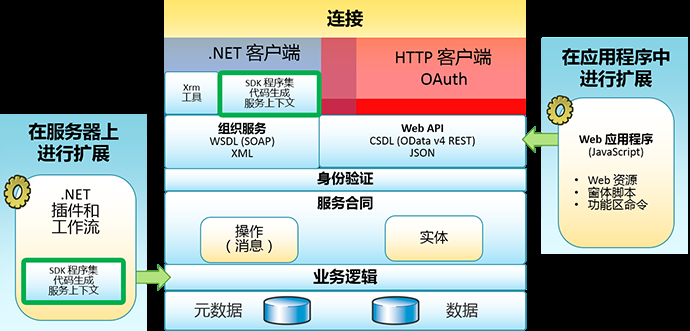 连接
.NET 客户端
HTTP 客户端
OAuth
Xrm
工具
SDK 程序集
代码生成
服务上下文
组织服务
WSDL (SOAP)
XML
Web API
CSDL (OData v4 REST)
JSON
身份验证
服务合同
操作
（消息）
实体
业务逻辑
元数据
数据
在服务器上
进行扩展
.NET
插件和
工作流
SDK 程序集
代码生成
服务上下文
在应用程序中
进行扩展
Web 应用程序
(JavaScript)
• Web 资源
• 窗体脚本
• 功能区命令